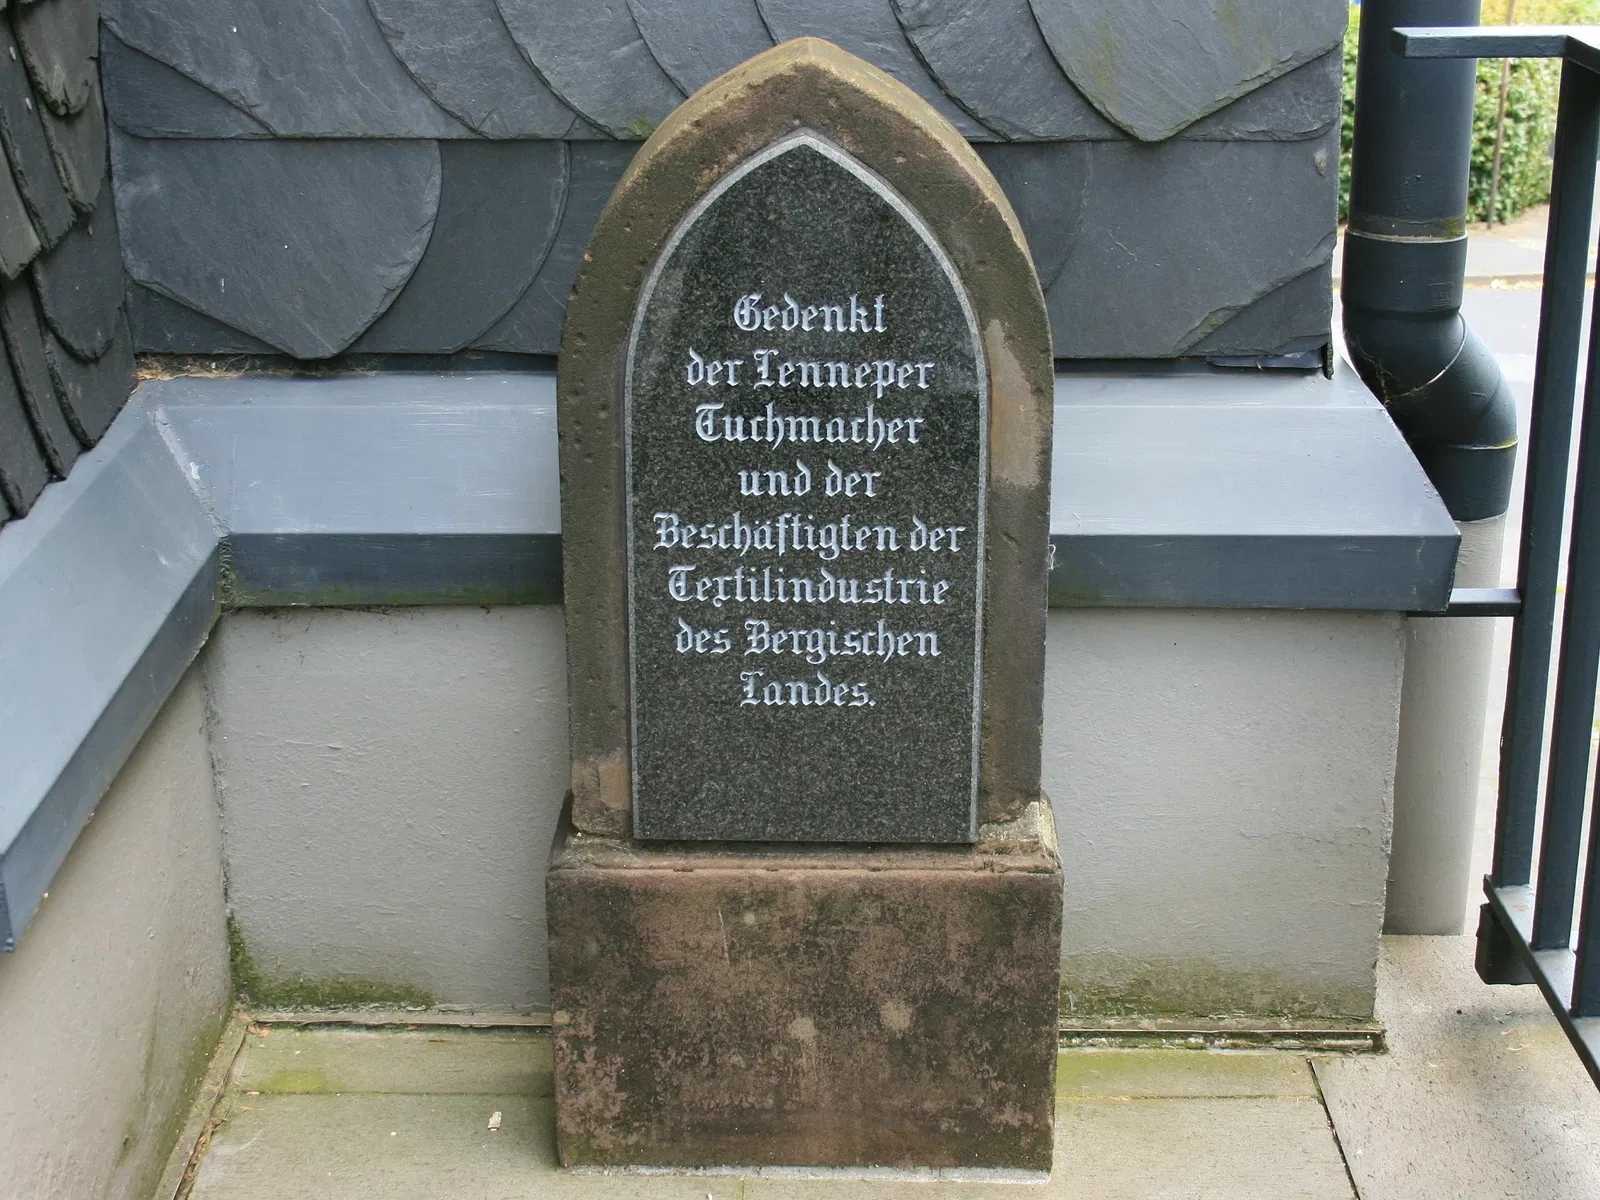 Gedenkt
der Lenneper
Tuchmacher
und der
Beschäftigten der
Textilindustrie
des Bergischen
Landes.